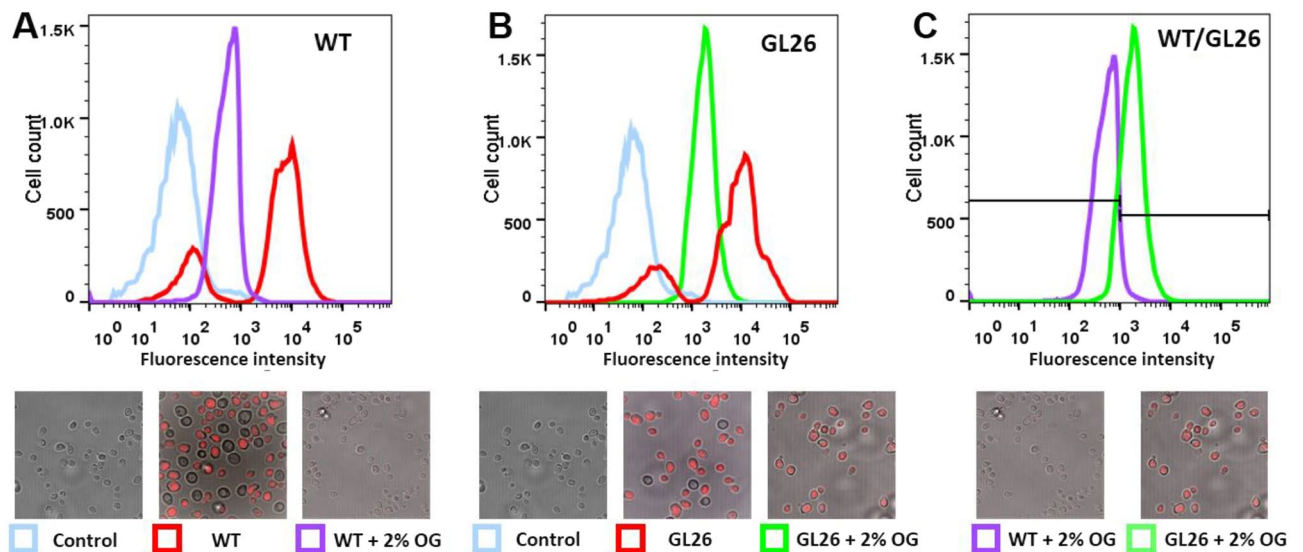 A
WT
1.5K
1.0K
500
0
Cell count
10^0 10^1 10^2 10^3 10^4 10^5
Fluorescence intensity
B
GL26
1.5K
1.0K
500
0
Cell count
10^0 10^1 10^2 10^3 10^4 10^5
Fluorescence intensity
C
WT/GL26
1.5K
1.0K
500
0
Cell count
10^0 10^1 10^2 10^3 10^4 10^5
Fluorescence intensity
Control WT WT + 2% OG
Control GL26 GL26 + 2% OG
WT + 2% OG GL26 + 2% OG